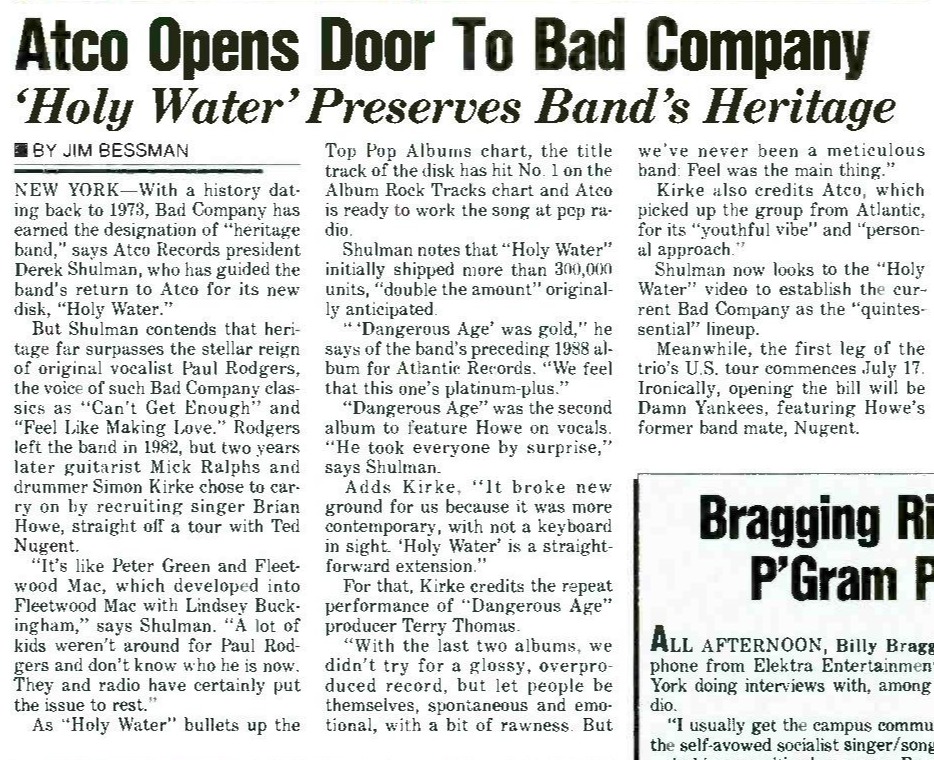 Atco Opens Door To Bad Company
‘Holy Water’ Preserves Band’s Heritage
■ BY JIM BESSMAN
NEW YORK—With a history dat-
ing back to 1973, Bad Company has
earned the designation of “heritage
band,” says Atco Records president
Derek Shulman, who has guided the
band’s return to Atco for its new
disk, “Holy Water.”
But Shulman contends that heri-
tage far surpasses the stellar reign
of original vocalist Paul Rodgers,
the voice of such Bad Company clas-
sics as “Can’t Get Enough” and
“Feel Like Making Love.” Rodgers
left the band in 1982, but two years
later guitarist Mick Ralphs and
drummer Simon Kirke chose to car-
ry on by recruiting singer Brian
Howe, straight off a tour with Ted
Nugent.
“It’s like Peter Green and Fleet-
wood Mac, which developed into
Fleetwood Mac with Lindsey Buck-
ingham,” says Shulman. “A lot of
kids weren’t around for Paul Rod-
gers and don’t know who he is now.
They and radio have certainly put
the issue to rest.”
As “Holy Water” bullets up the
Top Pop Albums chart, the title
track of the disk has hit No. 1 on the
Album Rock Tracks chart and Atco
is ready to work the song at pop ra-
dio.
Shulman notes that “Holy Water”
initially shipped more than 300,000
units, “double the amount” original-
ly anticipated.
“ ‘Dangerous Age’ was gold,” he
says of the band’s preceding 1988 al-
bum for Atlantic Records. “We feel
that this one’s platinum-plus.”
“Dangerous Age” was the second
album to feature Howe on vocals.
“He took everyone by surprise,”
says Shulman.
Adds Kirke, “It broke new
ground for us because it was more
contemporary, with not a keyboard
in sight. ‘Holy Water’ is a straight-
forward extension.”
For that, Kirke credits the repeat
performance of “Dangerous Age”
producer Terry Thomas.
“With the last two albums, we
didn’t try for a glossy, overpro-
duced record, but let people be
themselves, spontaneous and emo-
tional, with a bit of rawness. But
we’ve never been a meticulous
band: Feel was the main thing.”
Kirke also credits Atco, which
picked up the group from Atlantic,
for its “youthful vibe” and “person-
al approach.”
Shulman now looks to the “Holy
Water” video to establish the cur-
rent Bad Company as the “quintes-
sential” lineup.
Meanwhile, the first leg of the
trio’s U.S. tour commences July 17.
Ironically, opening the bill will be
Damn Yankees, featuring Howe’s
former band mate, Nugent.
Bragging Ri
P’Gram P
ALL AFTERNOON, Billy Bragg
phone from Elektra Entertainmen
York doing interviews with, among
dio.
“I usually get the campus commu
the self-avowed socialist singer/song